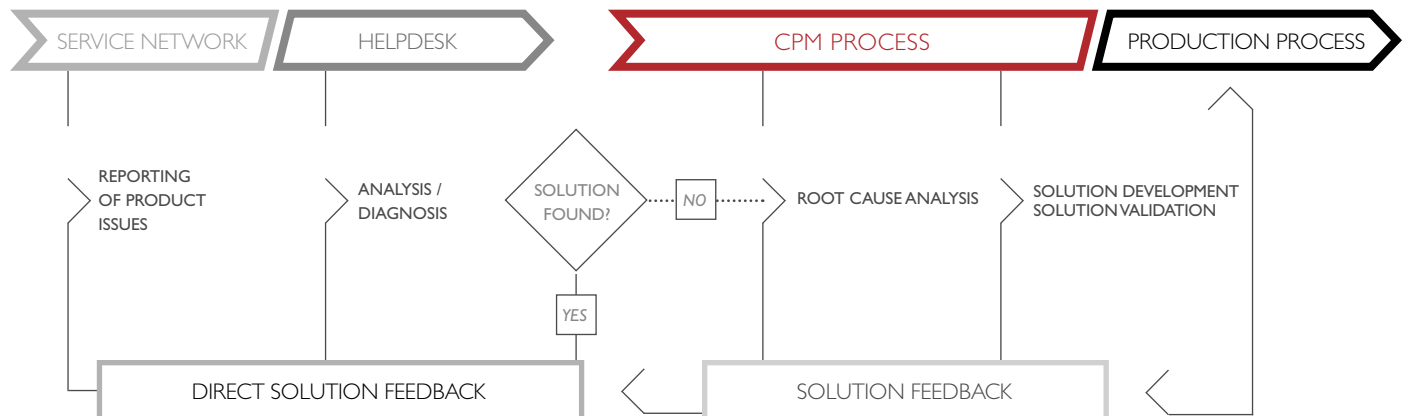 SERVICE NETWORK
HELPDESK
CPM PROCESS
PRODUCTION PROCESS
REPORTING
OF PRODUCT
ISSUES
ANALYSIS /
DIAGNOSIS
SOLUTION
FOUND?
NO
ROOT CAUSE ANALYSIS
SOLUTION DEVELOPMENT
SOLUTION VALIDATION
YES
DIRECT SOLUTION FEEDBACK
SOLUTION FEEDBACK